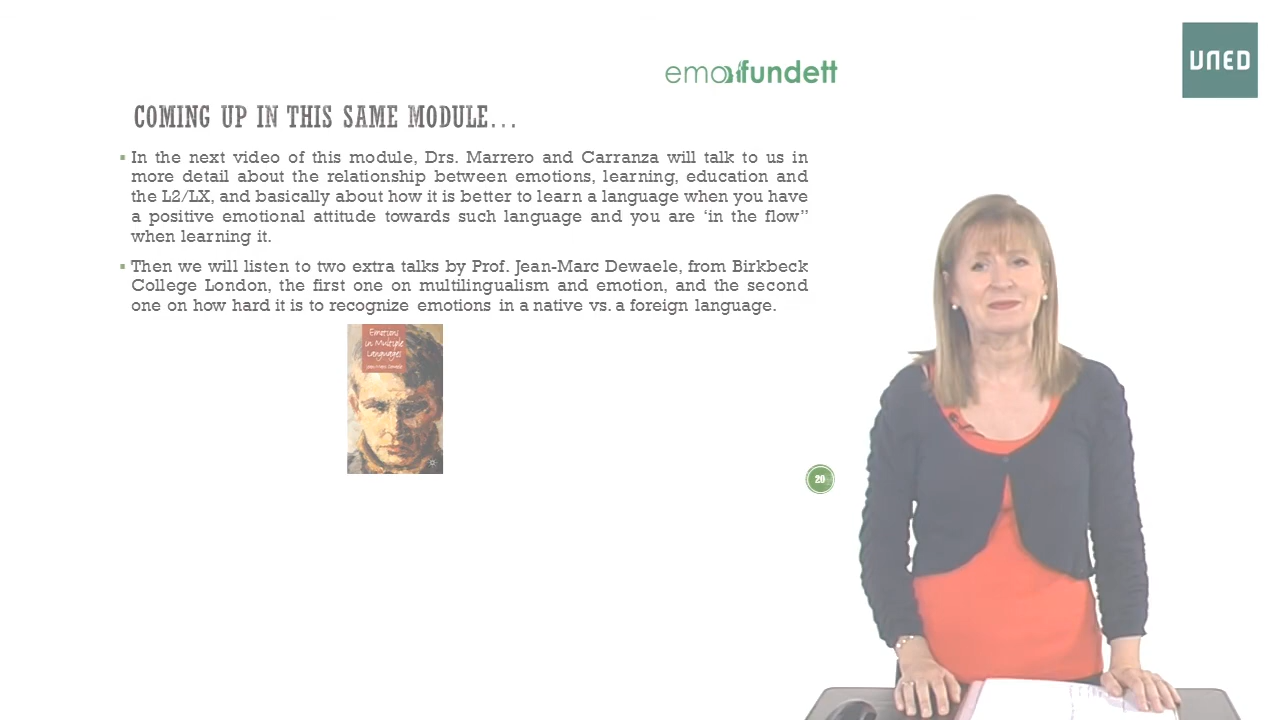 UNED
emofundett
COMING UP IN THIS SAME MODULE...
▪ In the next video of this module, Drs. Marrero and Carranza will talk to us in
more detail about the relationship between emotions, learning, education and
the L2/LX, and basically about how it is better to learn a language when you have
a positive emotional attitude towards such language and you are ‘in the flow”
when learning it.
▪ Then we will listen to two extra talks by Prof. Jean-Marc Dewaele, from Birkbeck
College London, the first one on multilingualism and emotion, and the second
one on how hard it is to recognize emotions in a native vs. a foreign language.
Emotions
in Multiple
Languages
Jean-Marc Dewaele
20